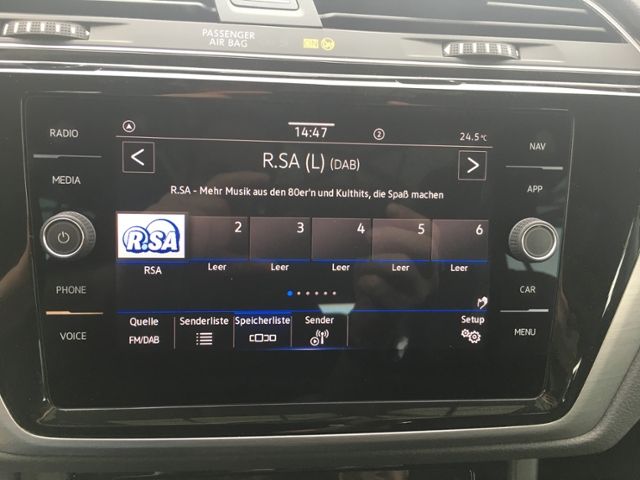 PASSENGER
AIR BAG
RADIO
MEDIA
PHONE
VOICE
14:47
2
24.5 °C
R.SA (L) (DAB)
R.SA - Mehr Musik aus den 80er'n und Kulthits, die Spaß machen
R.SA
2
3
4
5
6
RSA
Leer
Leer
Leer
Leer
Leer
Quelle
FM/DAB
Senderliste
Speicherliste
Sender
Setup
NAV
APP
CAR
MENU